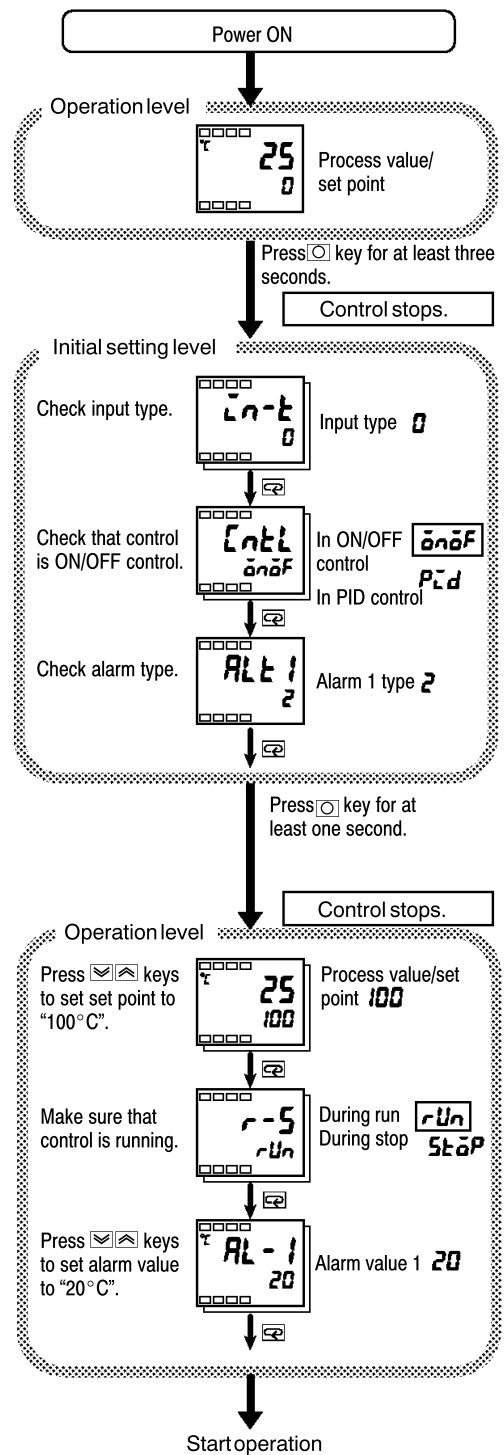 Power ON
Operation level
°C
25
0
Process value/
set point
Press key for at least three
seconds.
Control stops.
Initial setting level
Check input type.
in-t
0
Input type 0
Check that control
is ON/OFF control.
Cntl
onoF
In ON/OFF
control
onoF
In PID control
Pid
Check alarm type.
ALt1
2
Alarm 1 type 2
Press key for at
least one second.
Control stops.
Operation level
Press keys
to set set point to
“100°C”.
°C
25
100
Process value/set
point 100
Make sure that
control is running.
r-S
rUn
During run rUn
During stop StoP
Press keys
to set alarm value
to “20°C”.
°C
AL-1
20
Alarm value 1 20
Start operation